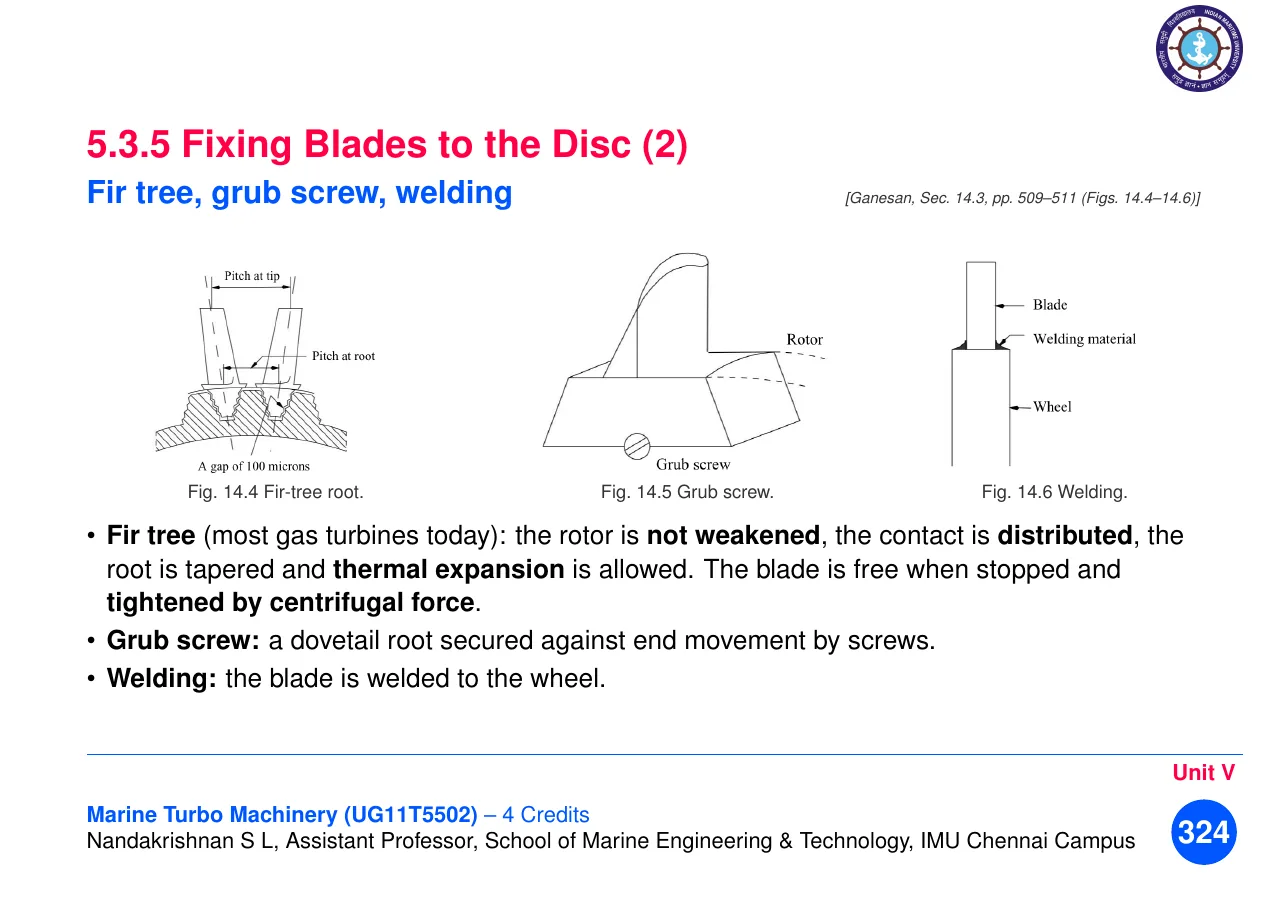 INDIAN MARITIME UNIVERSITY
5.3.5 Fixing Blades to the Disc (2)
Fir tree, grub screw, welding
[Ganesan, Sec. 14.3, pp. 509–511 (Figs. 14.4–14.6)]
Pitch at tip
Pitch at root
A gap of 100 microns
Fig. 14.4 Fir-tree root.
Rotor
Grub screw
Fig. 14.5 Grub screw.
Blade
Welding material
Wheel
Fig. 14.6 Welding.
• Fir tree (most gas turbines today): the rotor is not weakened, the contact is distributed, the
root is tapered and thermal expansion is allowed. The blade is free when stopped and
tightened by centrifugal force.
• Grub screw: a dovetail root secured against end movement by screws.
• Welding: the blade is welded to the wheel.
Unit V
Marine Turbo Machinery (UG11T5502) – 4 Credits
Nandakrishnan S L, Assistant Professor, School of Marine Engineering & Technology, IMU Chennai Campus
324